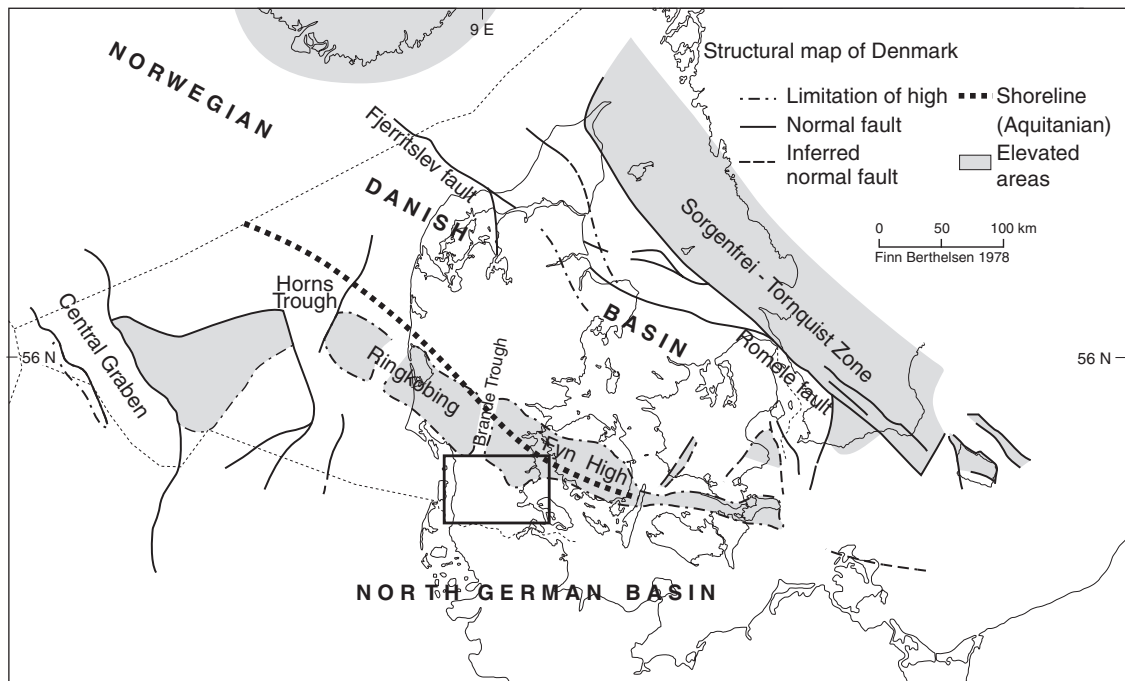 9 E
Structural map of Denmark
Limitation of high
Normal fault
Inferred
normal fault
Shoreline
(Aquitanian)
Elevated
areas
0 50 100 km
Finn Berthelsen 1978
NORWEGIAN
DANISH
BASIN
Fjerritslev fault
Sorgenfrei - Tornquist Zone
Horns
Trough
Central Graben
56 N
56 N
Ringkøbing
Brande Trough
Fyn High
Romele fault
NORTH GERMAN BASIN